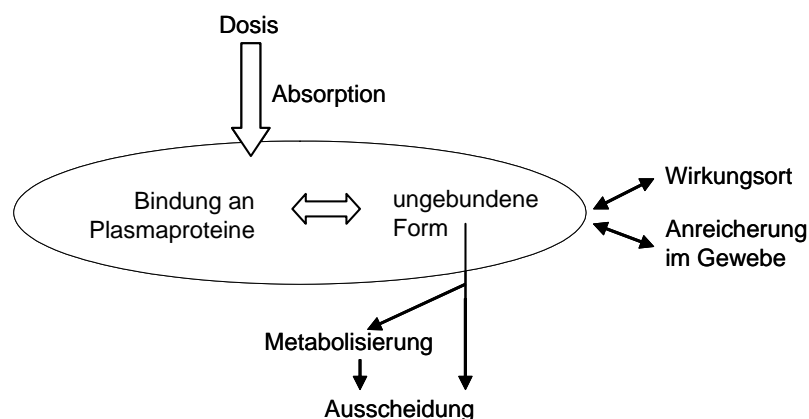 Dosis
Absorption
Bindung an
Plasmaproteine
ungebundene
Form
Wirkungsort
Anreicherung
im Gewebe
Metabolisierung
Ausscheidung